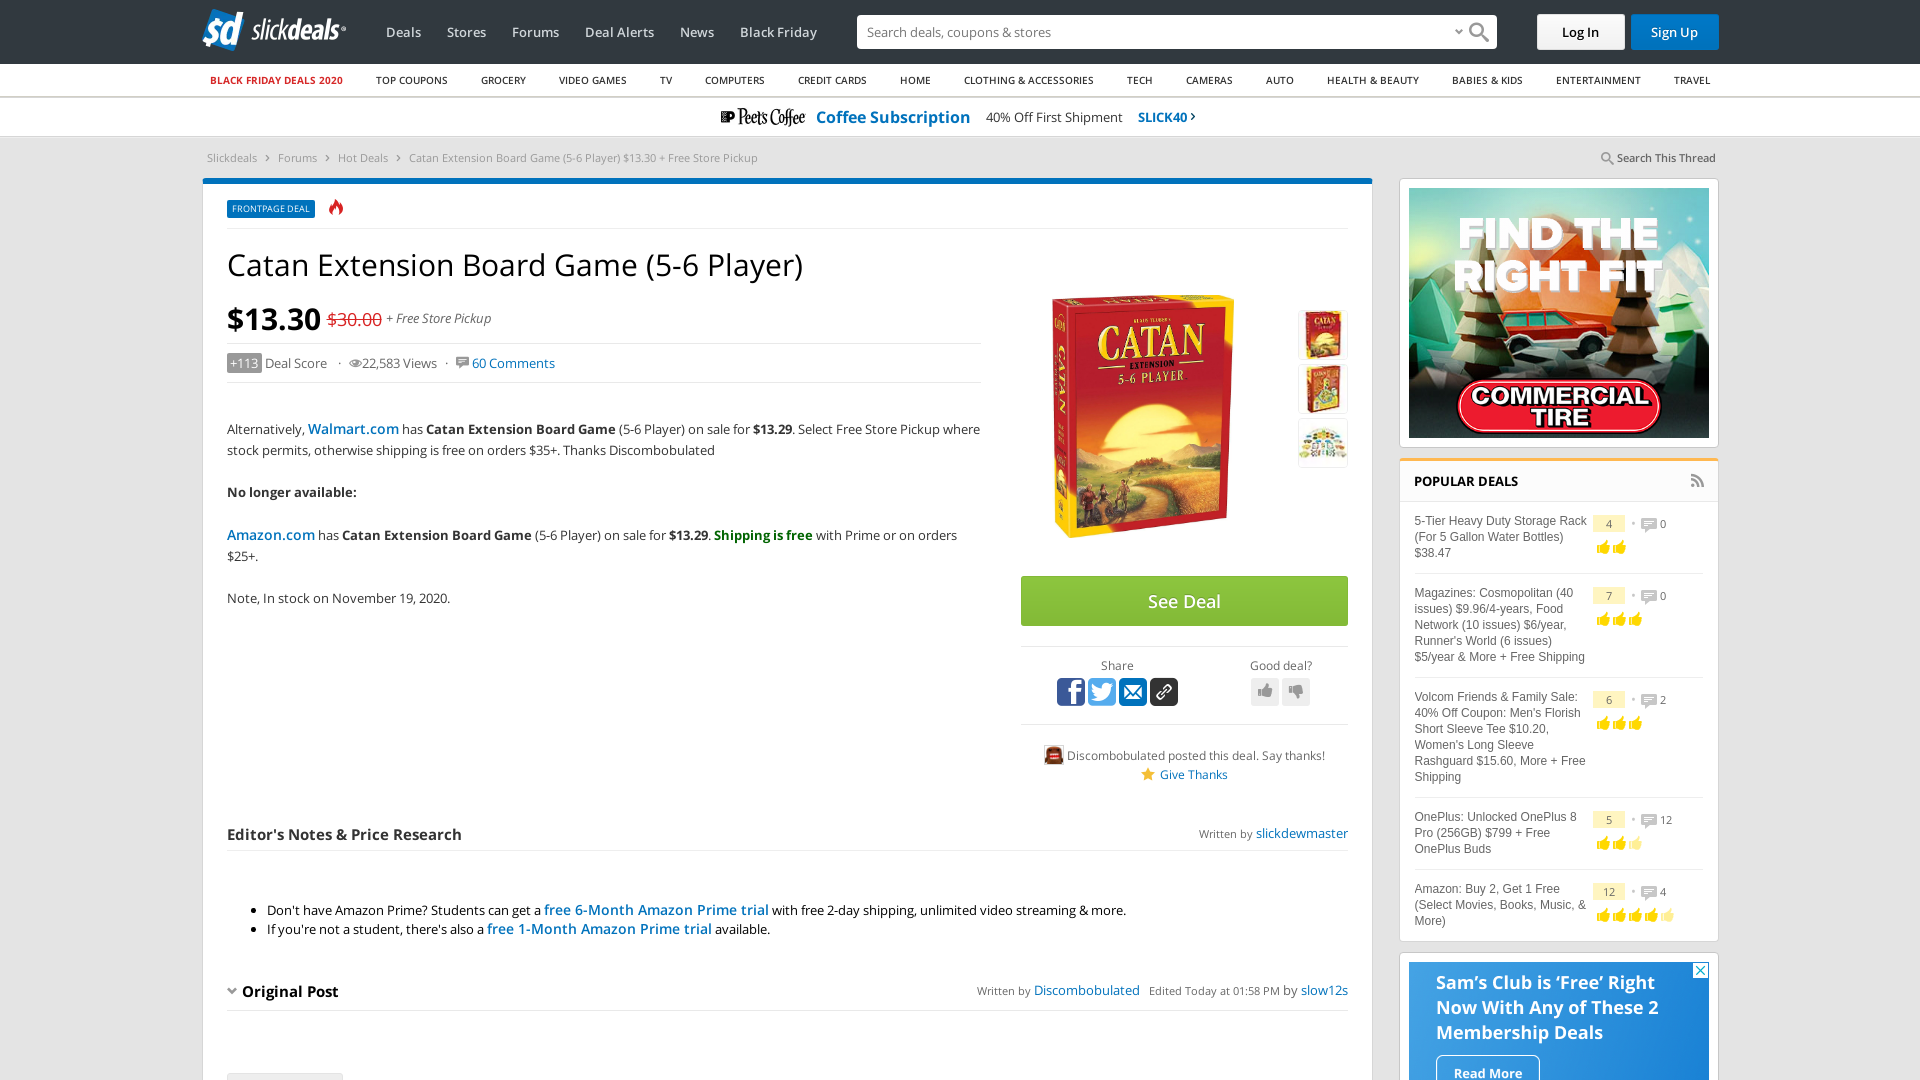 sd slickdeals®
Deals Stores Forums Deal Alerts News Black Friday
Search deals, coupons & stores
Log In Sign Up
BLACK FRIDAY DEALS 2020 TOP COUPONS GROCERY VIDEO GAMES TV COMPUTERS CREDIT CARDS HOME CLOTHING & ACCESSORIES TECH CAMERAS AUTO HEALTH & BEAUTY BABIES & KIDS ENTERTAINMENT TRAVEL
Peet's Coffee Coffee Subscription 40% Off First Shipment SLICK40
Slickdeals › Forums › Hot Deals › Catan Extension Board Game (5-6 Player) $13.30 + Free Store Pickup
Search This Thread
FRONTPAGE DEAL
Catan Extension Board Game (5-6 Player)
$13.30 $30.00 + Free Store Pickup
+113 Deal Score · 22,583 Views · 60 Comments
Alternatively, Walmart.com has Catan Extension Board Game (5-6 Player) on sale for $13.29. Select Free Store Pickup where
stock permits, otherwise shipping is free on orders $35+. Thanks Discombobulated
No longer available:
Amazon.com has Catan Extension Board Game (5-6 Player) on sale for $13.29. Shipping is free with Prime or on orders
$25+.
Note, In stock on November 19, 2020.
KLAUS TEUBER'S
CATAN
EXTENSION
5-6 PLAYER
CATAN
CATAN
See Deal
Share
Good deal?
Discombobulated posted this deal. Say thanks!
Give Thanks
Editor's Notes & Price Research
Written by slickdewmaster
• Don't have Amazon Prime? Students can get a free 6-Month Amazon Prime trial with free 2-day shipping, unlimited video streaming & more.
• If you're not a student, there's also a free 1-Month Amazon Prime trial available.
Original Post
Written by Discombobulated Edited Today at 01:58 PM by slow12s
FIND THE
RIGHT FIT
COMMERCIAL
TIRE
POPULAR DEALS
5-Tier Heavy Duty Storage Rack
(For 5 Gallon Water Bottles)
$38.47
4 • 0
Magazines: Cosmopolitan (40
issues) $9.96/4-years, Food
Network (10 issues) $6/year,
Runner's World (6 issues)
$5/year & More + Free Shipping
7 • 0
Volcom Friends & Family Sale:
40% Off Coupon: Men's Florish
Short Sleeve Tee $10.20,
Women's Long Sleeve
Rashguard $15.60, More + Free
Shipping
6 • 2
OnePlus: Unlocked OnePlus 8
Pro (256GB) $799 + Free
OnePlus Buds
5 • 12
Amazon: Buy 2, Get 1 Free
(Select Movies, Books, Music, &
More)
12 • 4
Sam's Club is ‘Free’ Right
Now With Any of These 2
Membership Deals
Read More